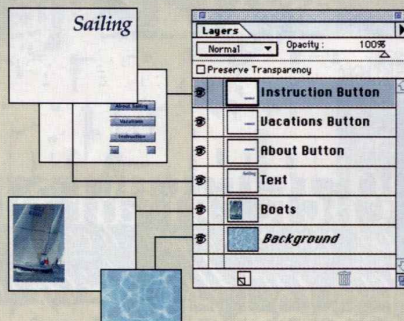 Sailing
About Sailing
Vacations
Instruction
Layers
Normal
Opacity: 100%
Preserve Transparency
Instruction Button
Vacations Button
About Button
Text
Boats
Background